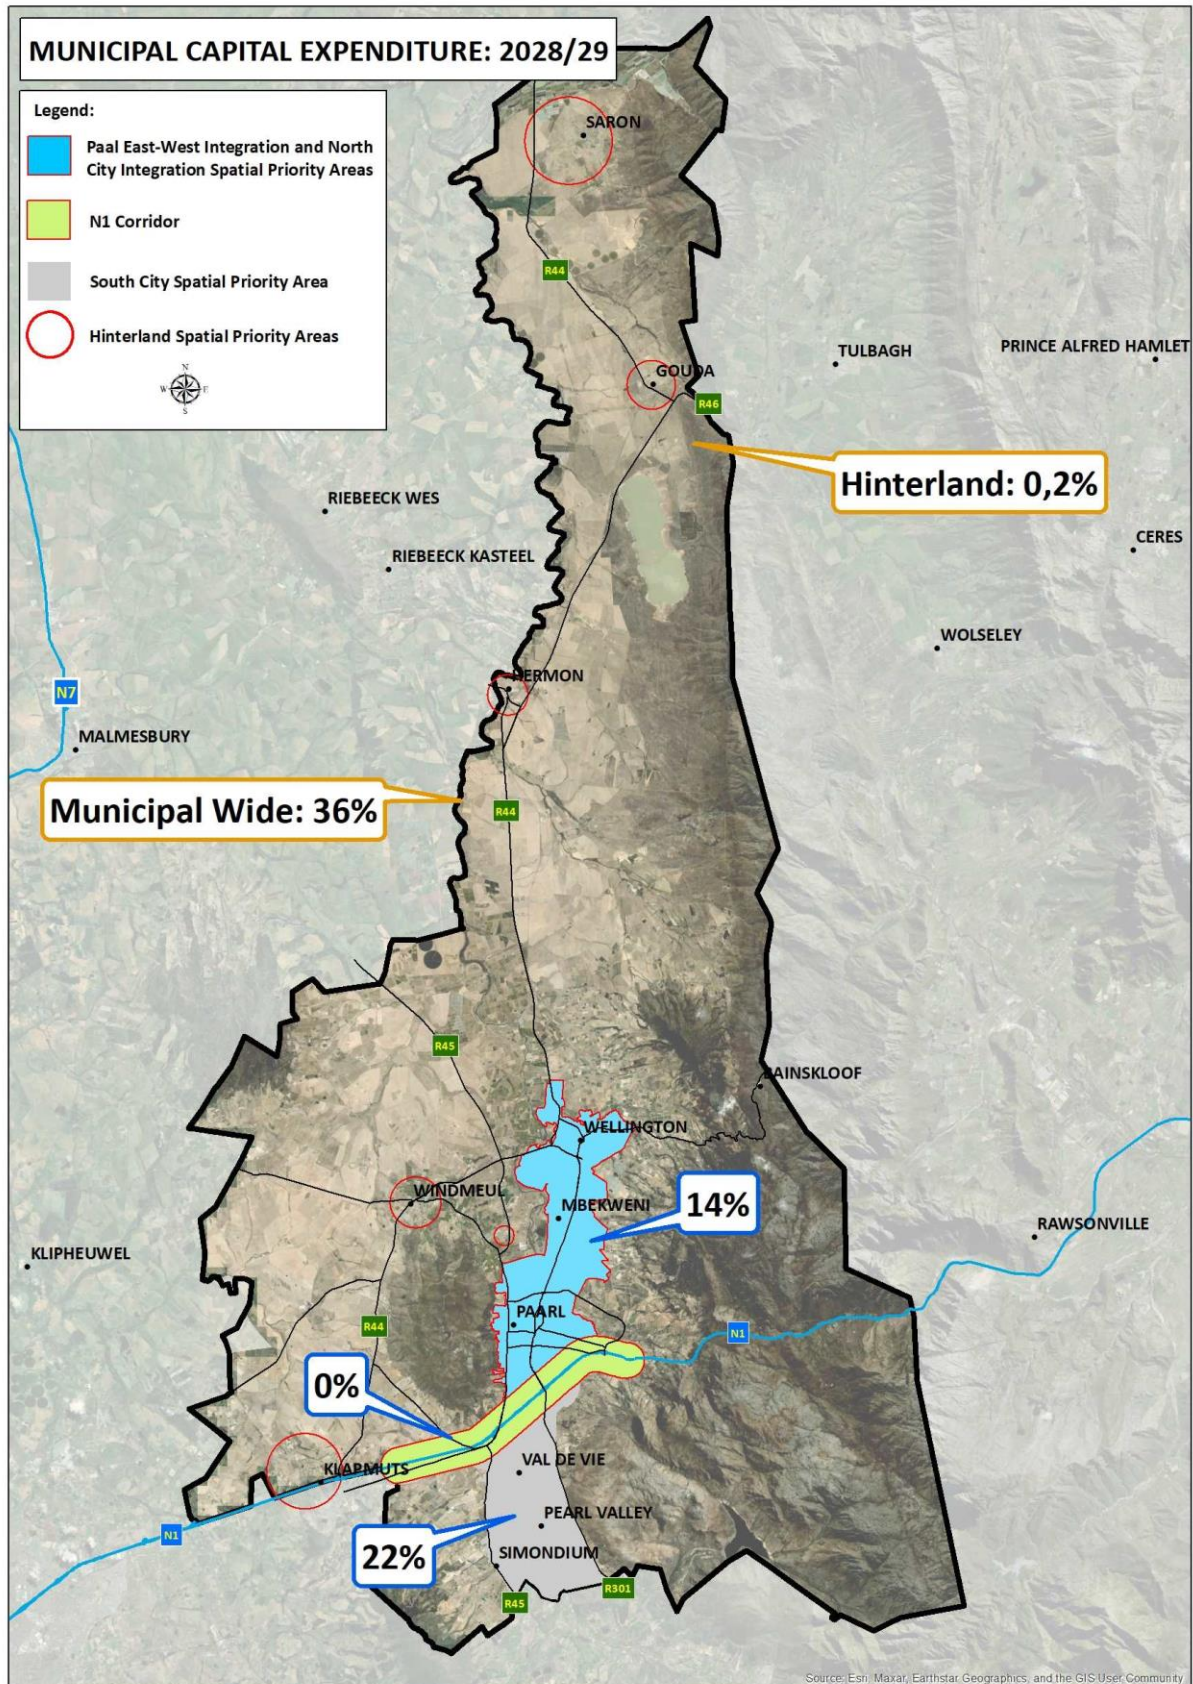 MUNICIPAL CAPITAL EXPENDITURE: 2028/29
Legend:
Paal East-West Integration and North
City Integration Spatial Priority Areas
N1 Corridor
South City Spatial Priority Area
Hinterland Spatial Priority Areas
N
W
E
S
SARON
R44
TULBAGH
PRINCE ALFRED HAMLET
GOUDA
R46
Hinterland: 0,2%
RIEBEECK WES
CERES
RIEBEECK KASTEEL
WOLSELEY
HERMON
N7
MALMESBURY
Municipal Wide: 36%
R44
R45
BAINSKLOOF
WELLINGTON
WINDMEUL
MBEKWENI
14%
RAWSONVILLE
KLIPHEUWEL
PAARL
R44
N1
0%
VAL DE VIE
KLAPMUTS
PEARL VALLEY
N1
22%
SIMONDIUM
R301
R45
Source: Esri, Maxar, Earthstar Geographics, and the GIS User Community